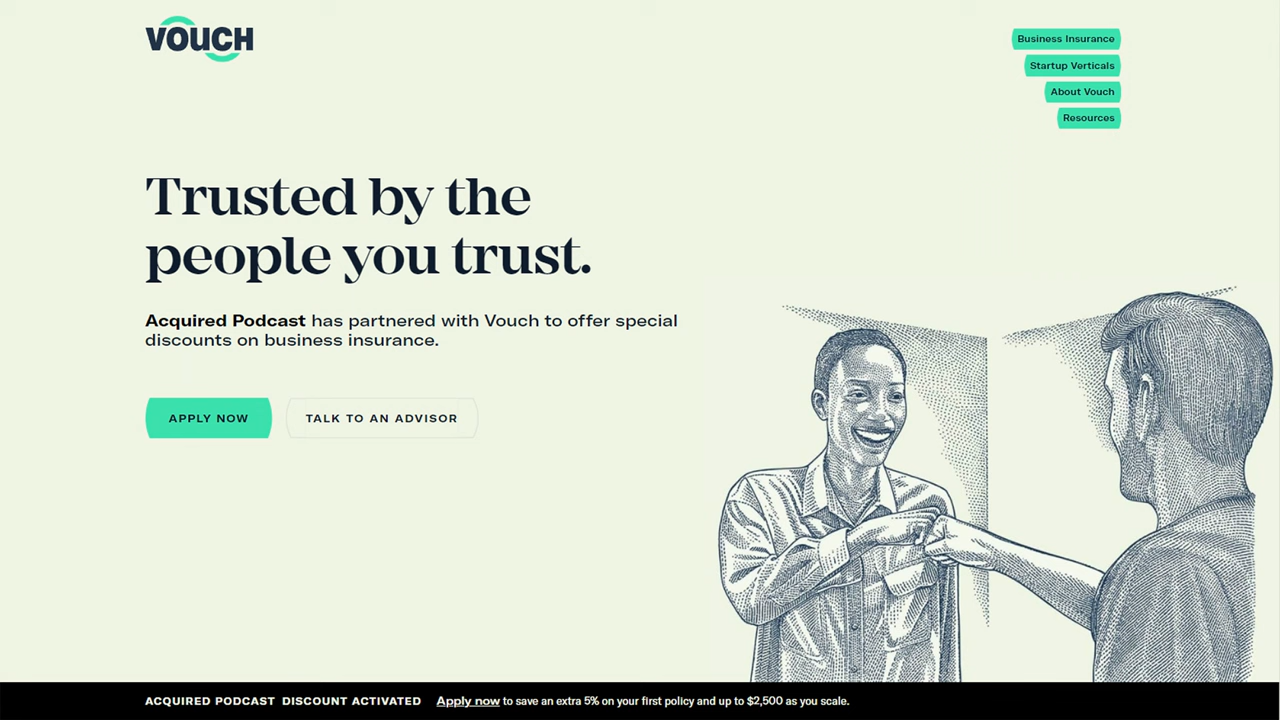 VOUCH
Business Insurance
Startup Verticals
About Vouch
Resources
Trusted by the
people you trust.
Acquired Podcast has partnered with Vouch to offer special
discounts on business insurance.
APPLY NOW
TALK TO AN ADVISOR
ACQUIRED PODCAST DISCOUNT ACTIVATED Apply now to save an extra 5% on your first policy and up to $2,500 as you scale.